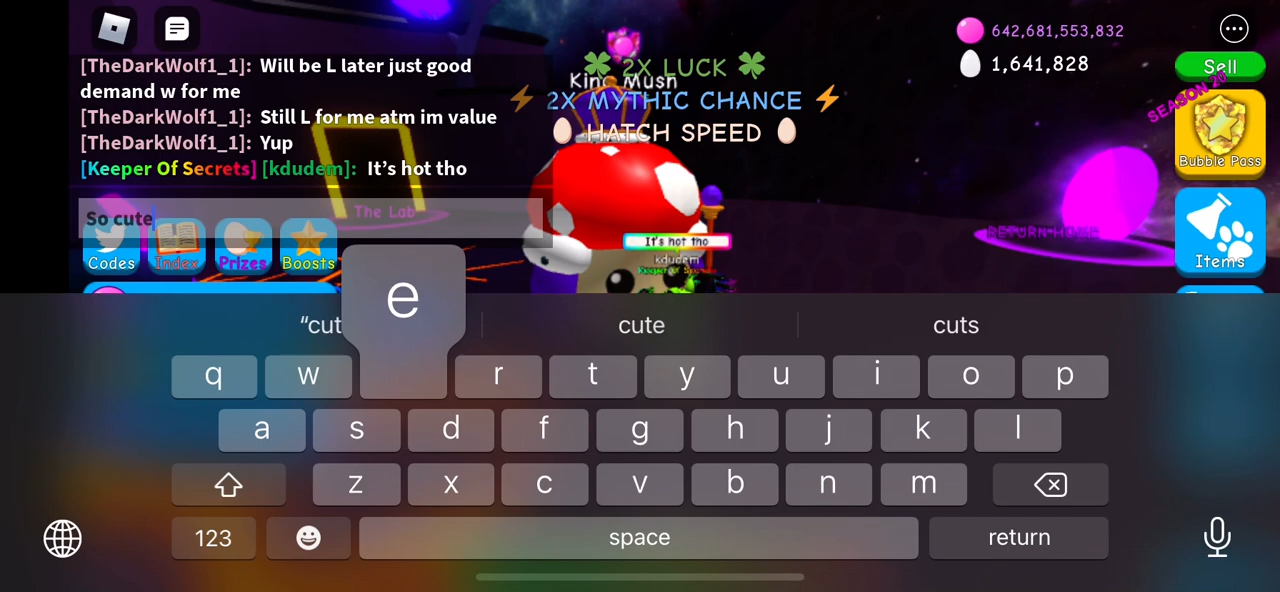 [TheDarkWolf1_1]: Will be L later just good
demand w for me
[TheDarkWolf1_1]: Still L for me atm im value
[TheDarkWolf1_1]: Yup
[Keeper Of Secrets] [kdudem]: It’s hot tho
So cute
The Lab
Codes
Index
Prizes
Boosts
King Mush
2X LUCK
2X MYTHIC CHANCE
HATCH SPEED
It's hot tho
kdudem
642,681,553,832
1,641,828
Sell
SEASON 20
Bubble Pass
RETURN HOME
Items
“cut
e
cute
cuts
q w r t y u i o p
a s d f g h j k l
z x c v b n m
123
space
return